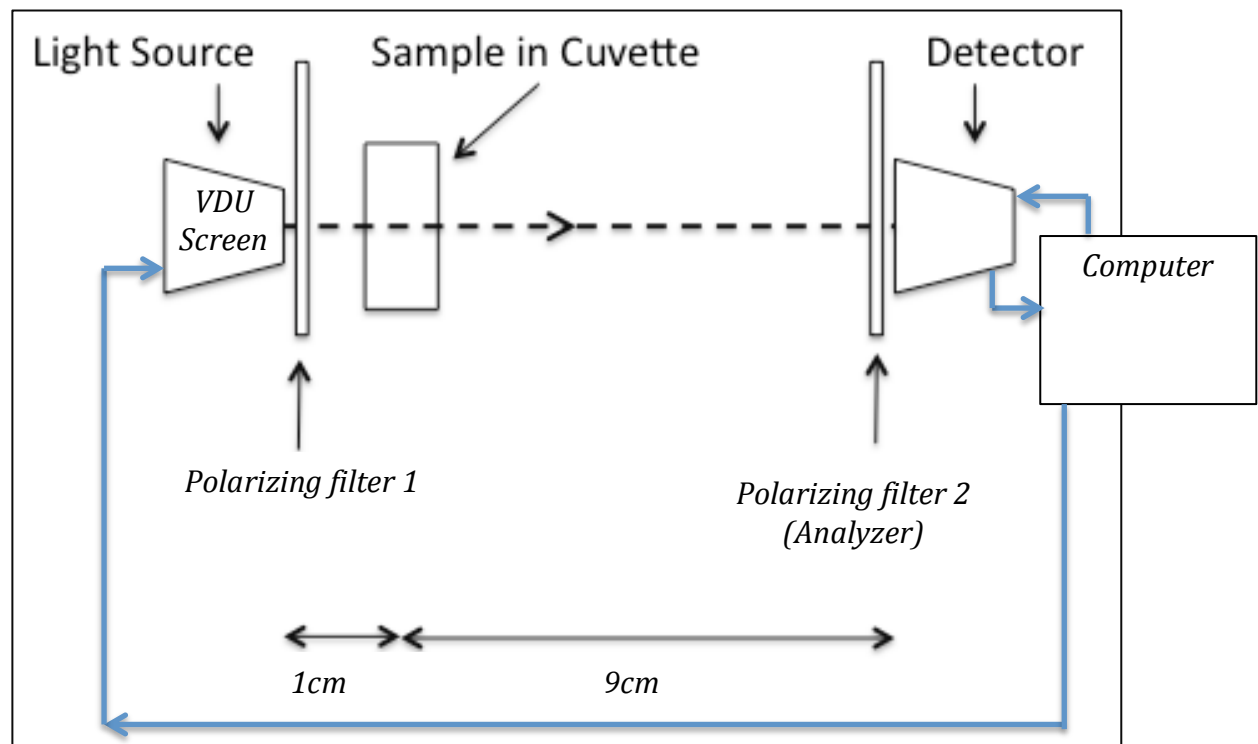 Light Source
Sample in Cuvette
Detector
VDU
Screen
Computer
Polarizing filter 1
Polarizing filter 2
(Analyzer)
1cm
9cm